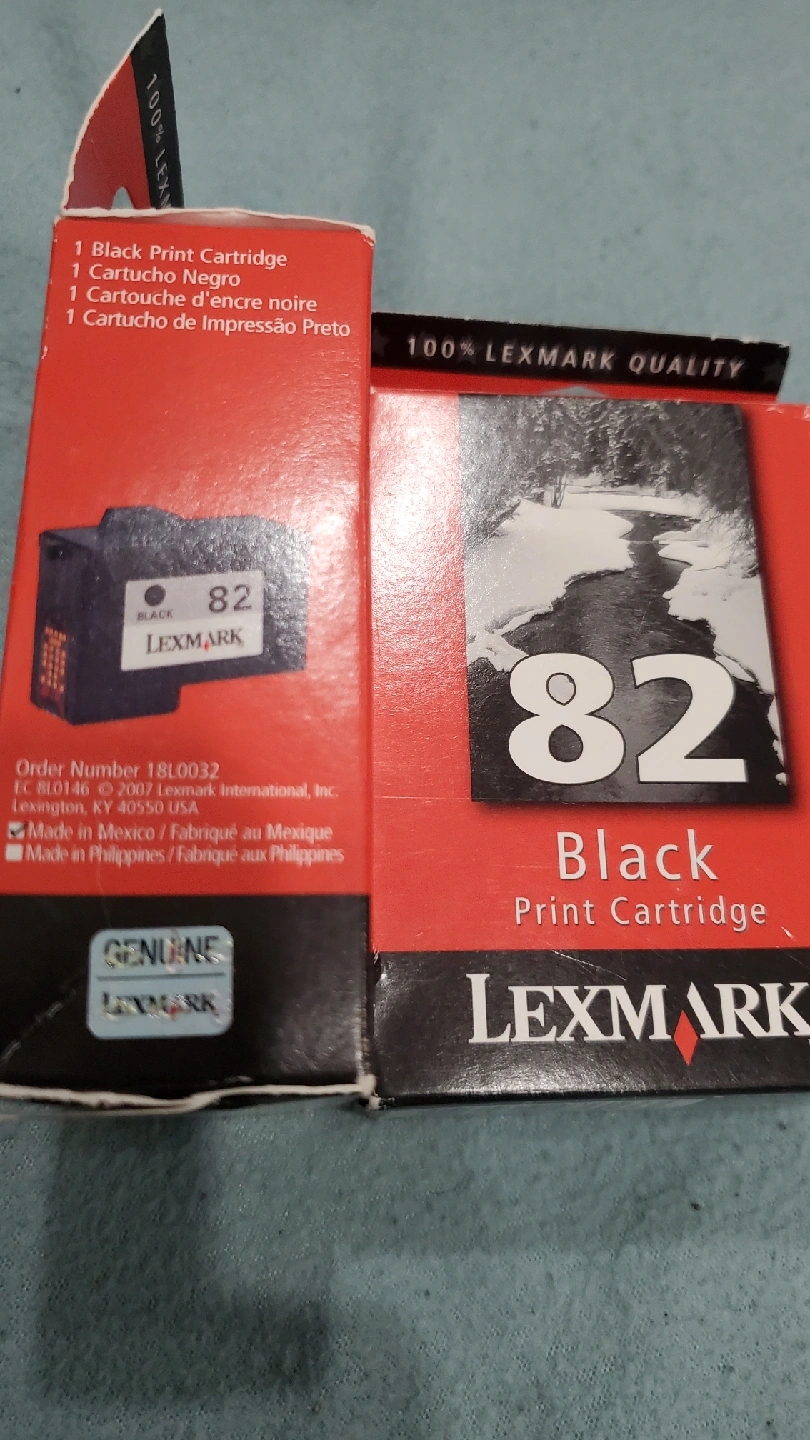 100% LEXM
1 Black Print Cartridge
1 Cartucho Negro
1 Cartouche d'encre noire
1 Cartucho de Impressão Preto
BLACK 82
LEXMARK
Order Number 18L0032
EC 8L0146 © 2007 Lexmark International, Inc.
Lexington, KY 40550 USA
Made in Mexico / Fabriqué au Mexique
Made in Philippines / Fabriqué aux Philippines
GENUINE
LEXMARK
100% LEXMARK QUALITY
82
Black
Print Cartridge
LEXMARK